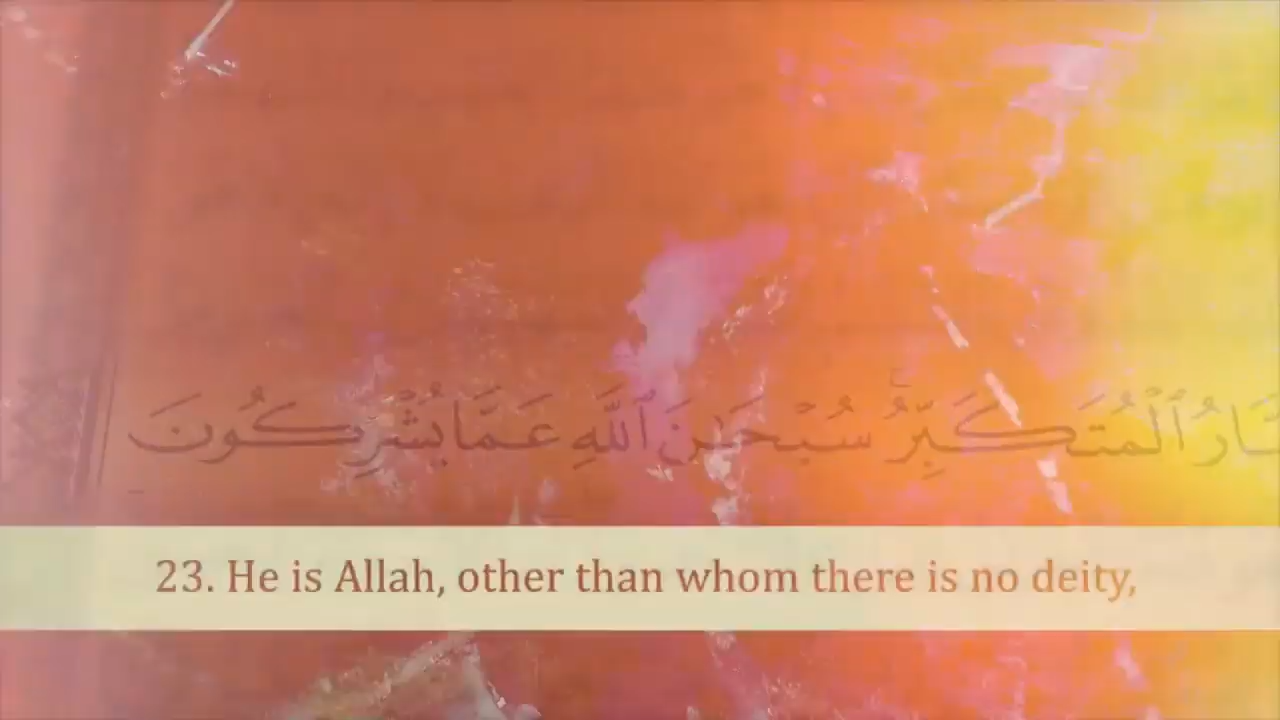 ٱلْمُتَكَبِّرُ ۚ سُبْحَـٰنَ ٱللَّهِ عَمَّا يُشْرِكُونَ
23. He is Allah, other than whom there is no deity,